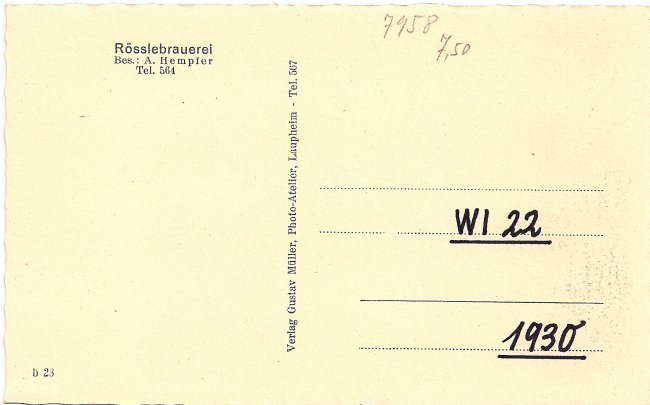 7958
7,50
Rösslebrauerei
Bes.: A. Hempfer
Tel. 564
Verlag Gustav Müller, Photo-Atelier, Laupheim - Tel. 567
WI 22
1930
b 23